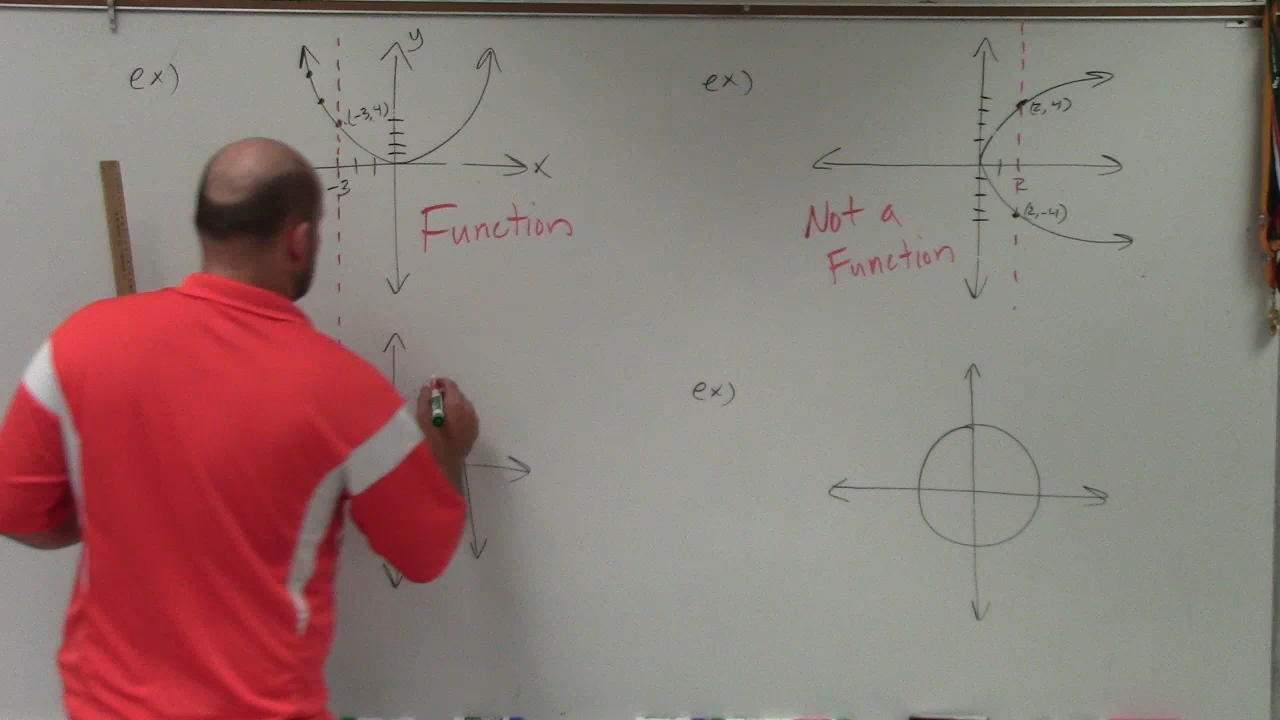 ex)
y
(-3,4)
-3
x
Function
ex)
(2,4)
2
(2,-4)
Not a
Function
ex)